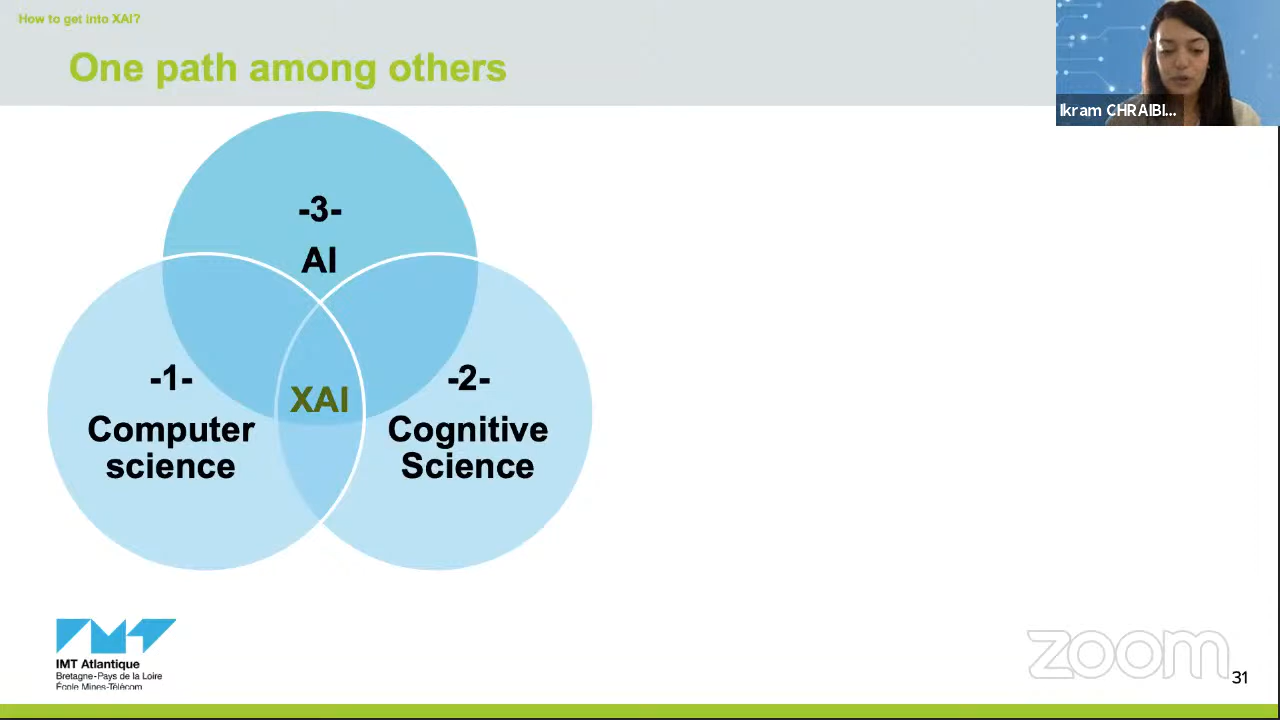 How to get into XAI?
One path among others
Ikram CHRAIBI...
-3-
AI
-1-
Computer
science
XAI
-2-
Cognitive
Science
IMT Atlantique
Bretagne-Pays de la Loire
École Mines-Télécom
zoom
31